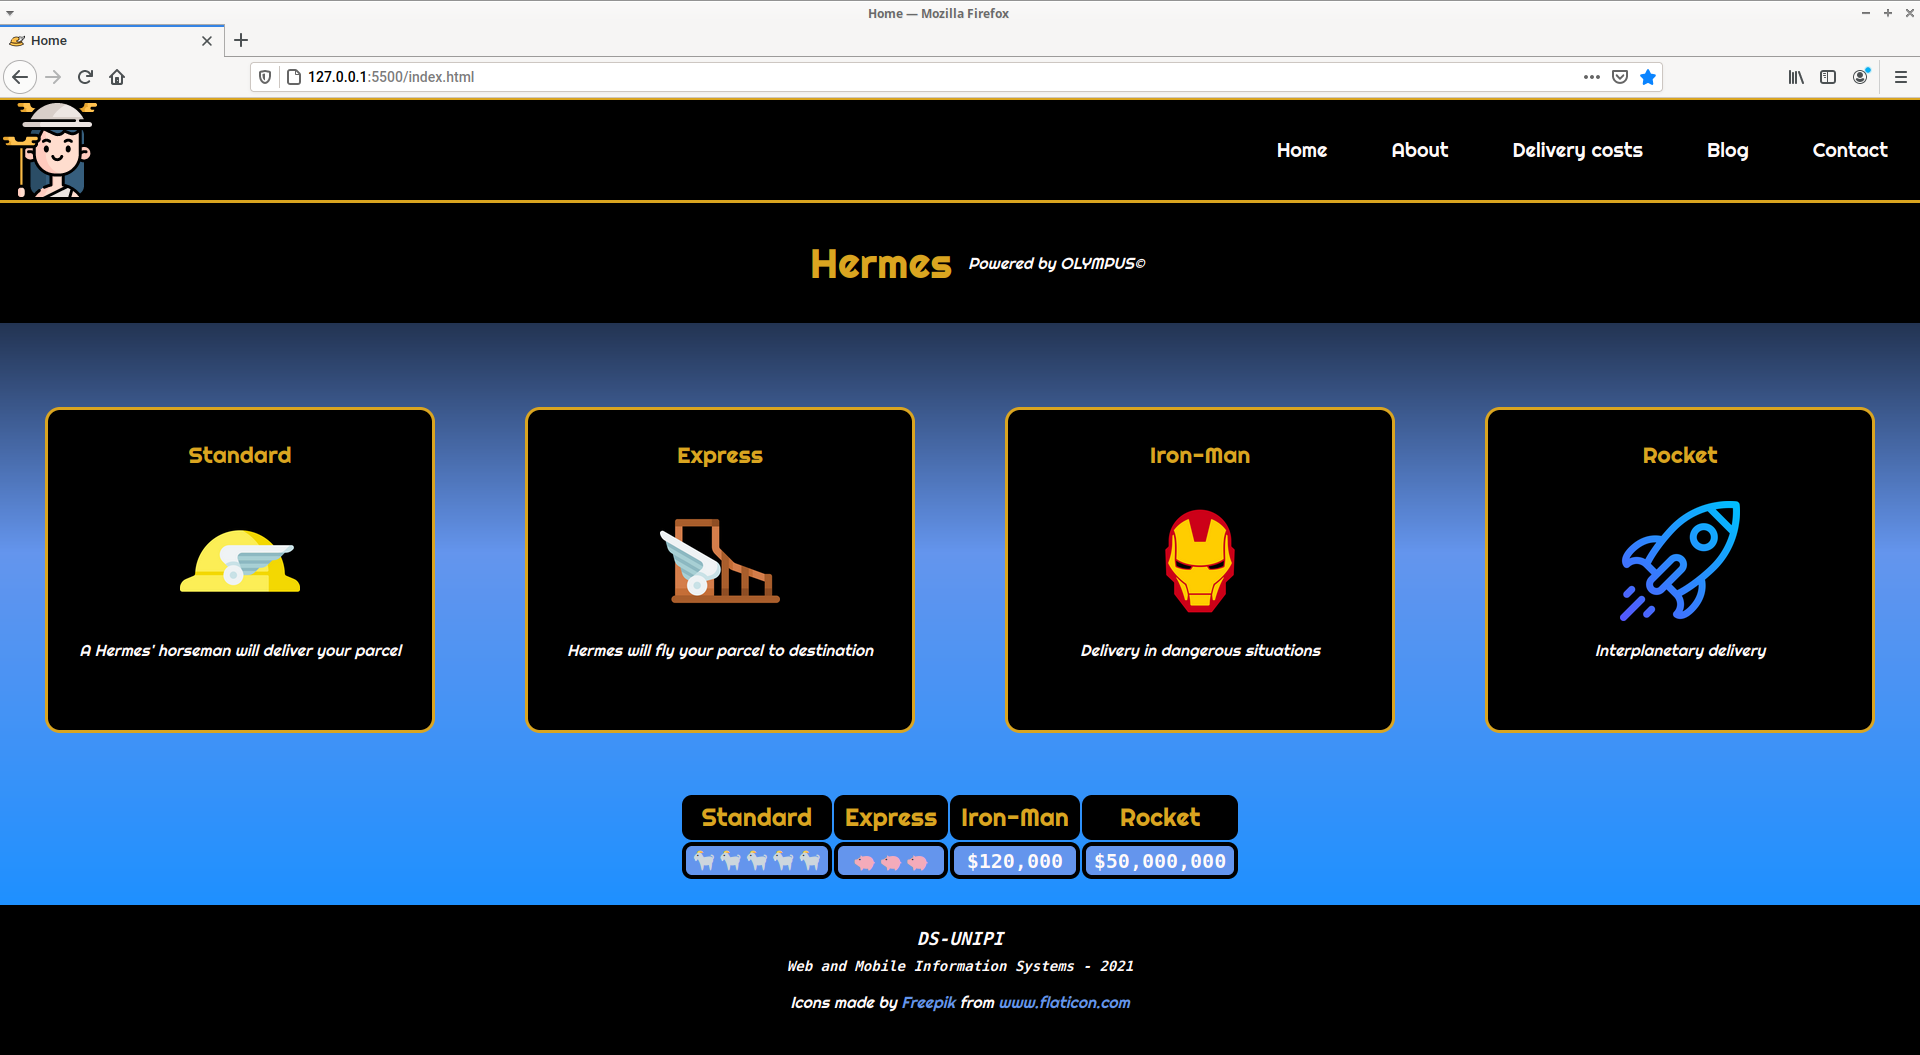 Home — Mozilla Firefox
Home
127.0.0.1:5500/index.html
Home About Delivery costs Blog Contact
Hermes Powered by OLYMPUS©
Standard Express Iron-Man Rocket
A Hermes' horseman will deliver your parcel
Hermes will fly your parcel to destination
Delivery in dangerous situations
Interplanetary delivery
Standard Express Iron-Man Rocket
$120,000 $50,000,000
DS-UNIPI
Web and Mobile Information Systems - 2021
Icons made by Freepik from www.flaticon.com